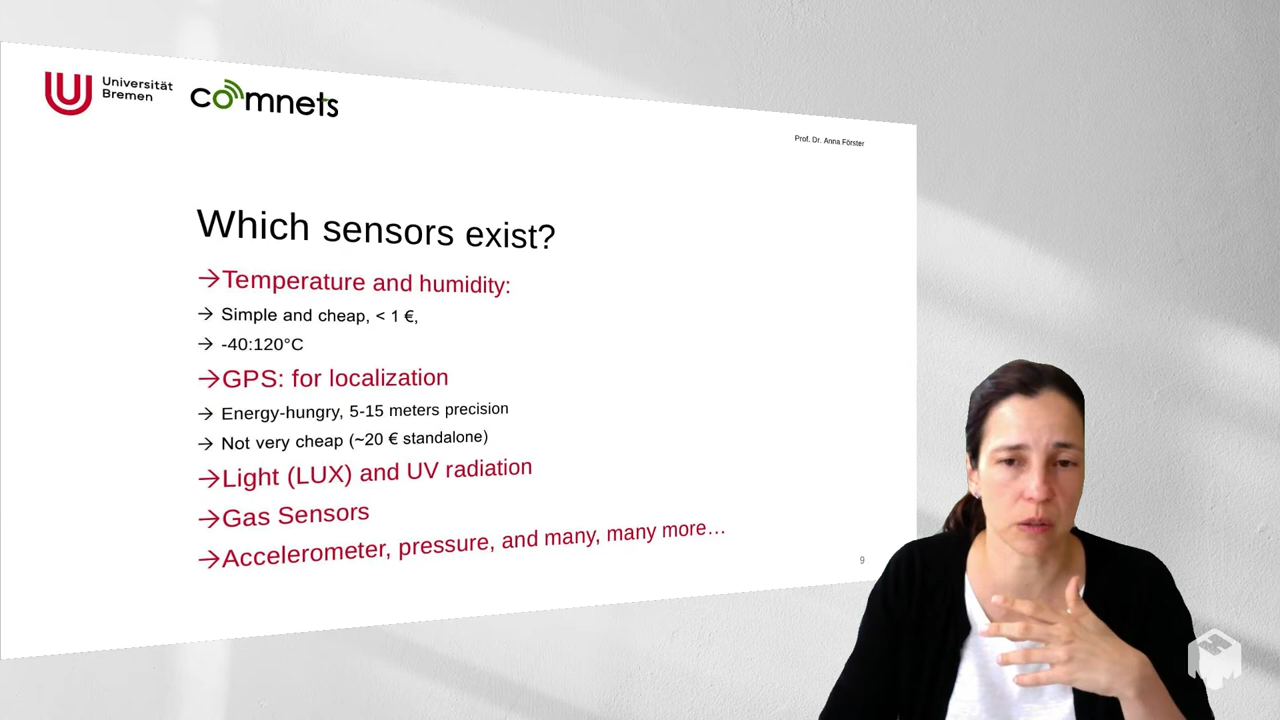 Universität
Bremen
comnets
Prof. Dr. Anna Förster
Which sensors exist?
→Temperature and humidity:
→ Simple and cheap, < 1 €,
→ -40:120°C
→GPS: for localization
→ Energy-hungry, 5-15 meters precision
→ Not very cheap (~20 € standalone)
→Light (LUX) and UV radiation
→Gas Sensors
→Accelerometer, pressure, and many, many more…
9